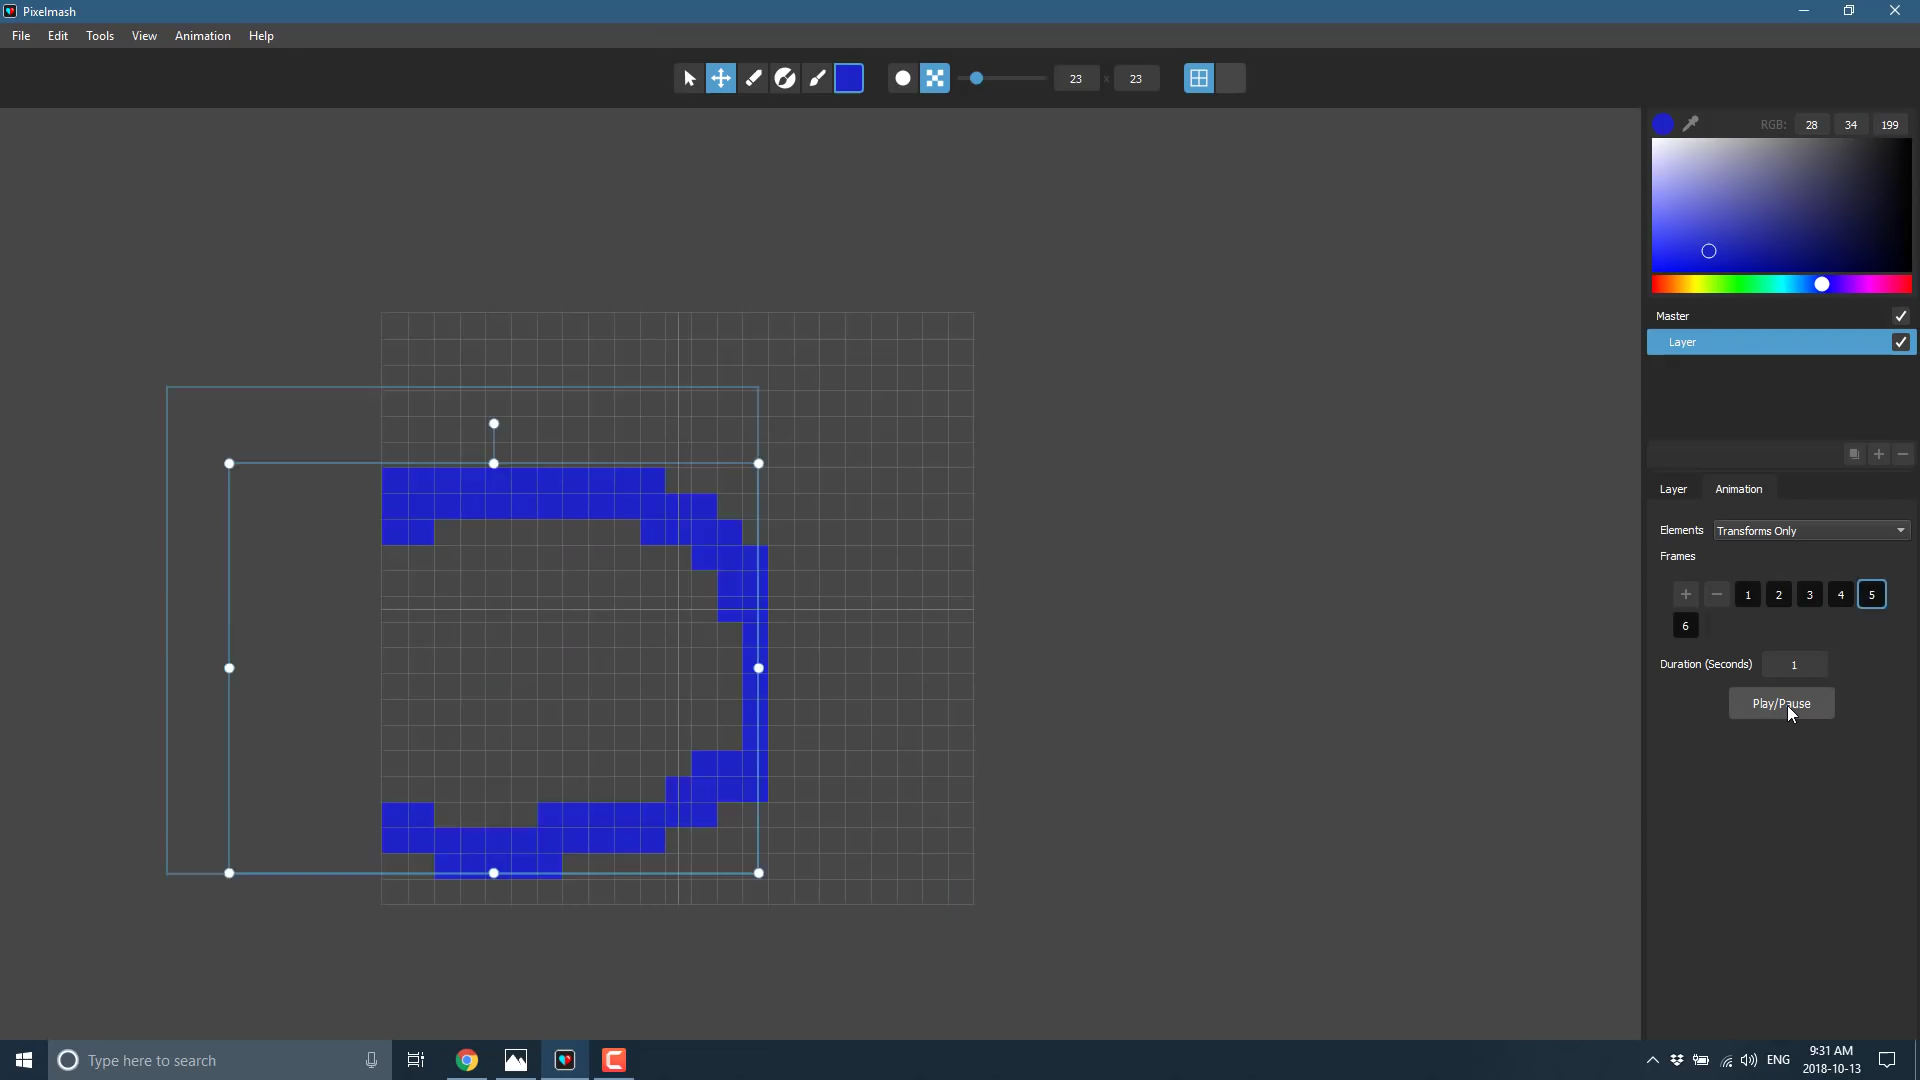 Pixelmash
File Edit Tools View Animation Help
23 x 23
RGB: 28 34 199
Master
Layer
Layer Animation
Elements Transforms Only
Frames
+ − 1 2 3 4 5
6
Duration (Seconds) 1
Play/Pause
Type here to search
ENG
9:31 AM
2018-10-13